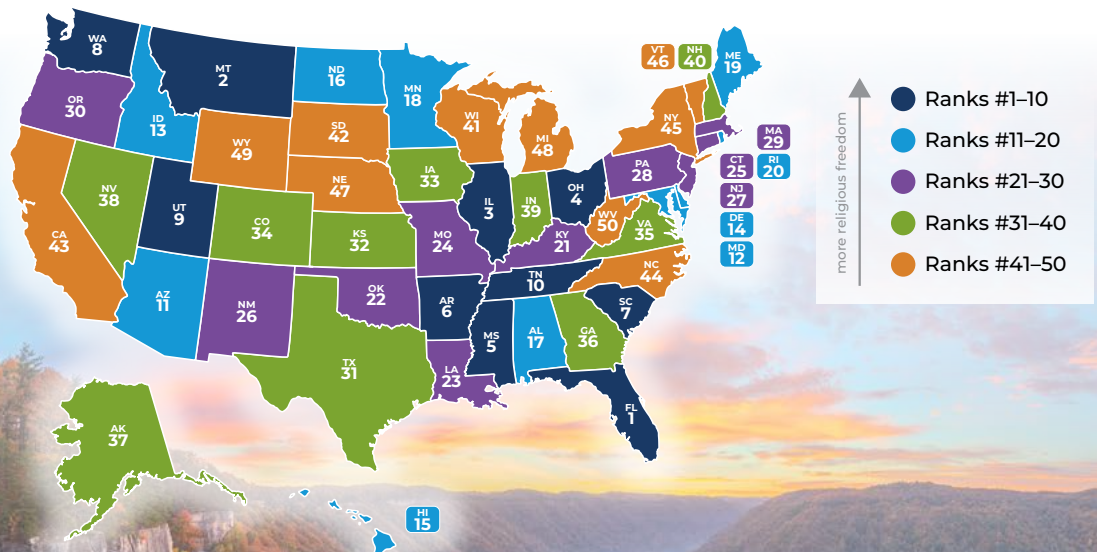 WA
8
MT
2
ND
16
MN
18
VT
46
NH
40
ME
19
OR
30
ID
13
WY
49
SD
42
WI
41
MI
48
NY
45
MA
29
CT
25
RI
20
NJ
27
DE
14
MD
12
NV
38
UT
9
CO
34
NE
47
IA
33
IL
3
IN
39
OH
4
PA
28
WV
50
VA
35
CA
43
AZ
11
NM
26
KS
32
OK
22
MO
24
KY
21
TN
10
NC
44
SC
7
AR
6
MS
5
AL
17
GA
36
LA
23
TX
31
FL
1
AK
37
HI
15
more religious freedom
Ranks #1–10
Ranks #11–20
Ranks #21–30
Ranks #31–40
Ranks #41–50